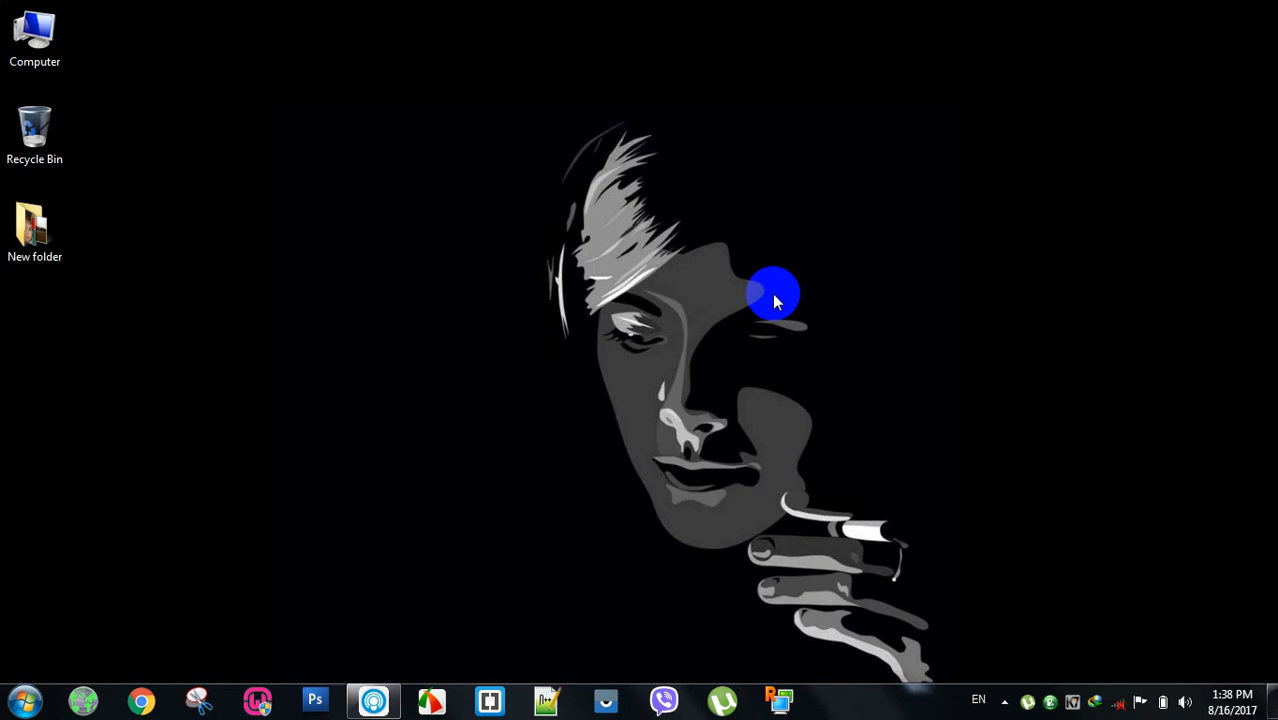 Computer
Recycle Bin
New folder
Ps
n++
R
EN
1:38 PM
8/16/2017